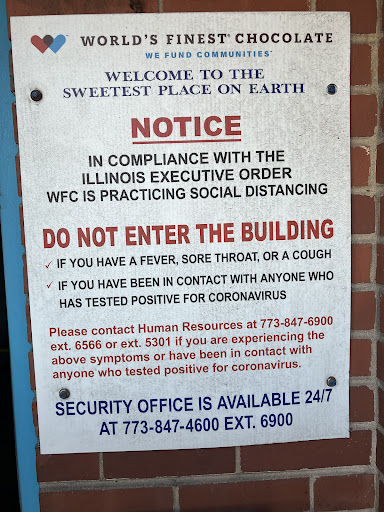 WORLD'S FINEST® CHOCOLATE
WE FUND COMMUNITIES®
WELCOME TO THE
SWEETEST PLACE ON EARTH
NOTICE
IN COMPLIANCE WITH THE
ILLINOIS EXECUTIVE ORDER
WFC IS PRACTICING SOCIAL DISTANCING
DO NOT ENTER THE BUILDING
✓ IF YOU HAVE A FEVER, SORE THROAT, OR A COUGH
✓ IF YOU HAVE BEEN IN CONTACT WITH ANYONE WHO
HAS TESTED POSITIVE FOR CORONAVIRUS
Please contact Human Resources at 773-847-6900
ext. 6566 or ext. 5301 if you are experiencing the
above symptoms or have been in contact with
anyone who tested positive for coronavirus.
SECURITY OFFICE IS AVAILABLE 24/7
AT 773-847-4600 EXT. 6900